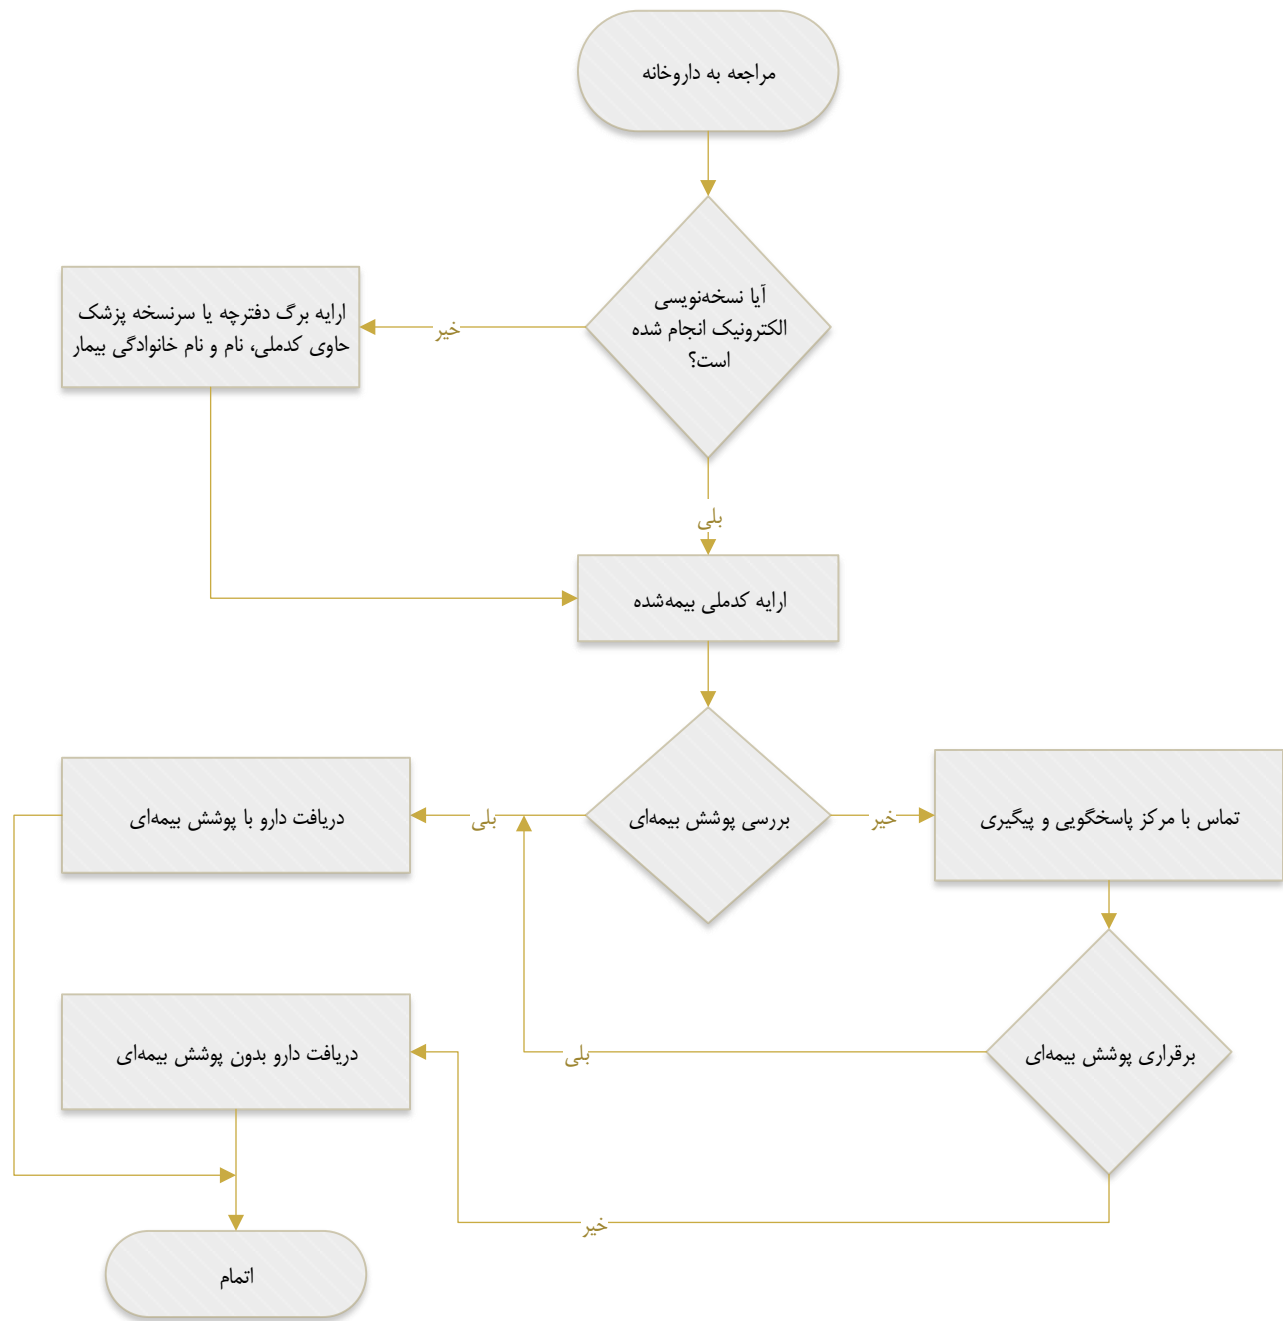 مراجعه به داروخانه
آیا نسخه‌نویسی
الکترونیک انجام شده
است؟
خیر
ارایه برگ دفترچه یا سرنسخه پزشک
حاوی کدملی، نام و نام خانوادگی بیمار
بلی
ارایه کدملی بیمه‌شده
بررسی پوشش بیمه‌ای
خیر
تماس با مرکز پاسخگویی و پیگیری
بلی
دریافت دارو با پوشش بیمه‌ای
برقراری پوشش بیمه‌ای
بلی
دریافت دارو بدون پوشش بیمه‌ای
خیر
اتمام